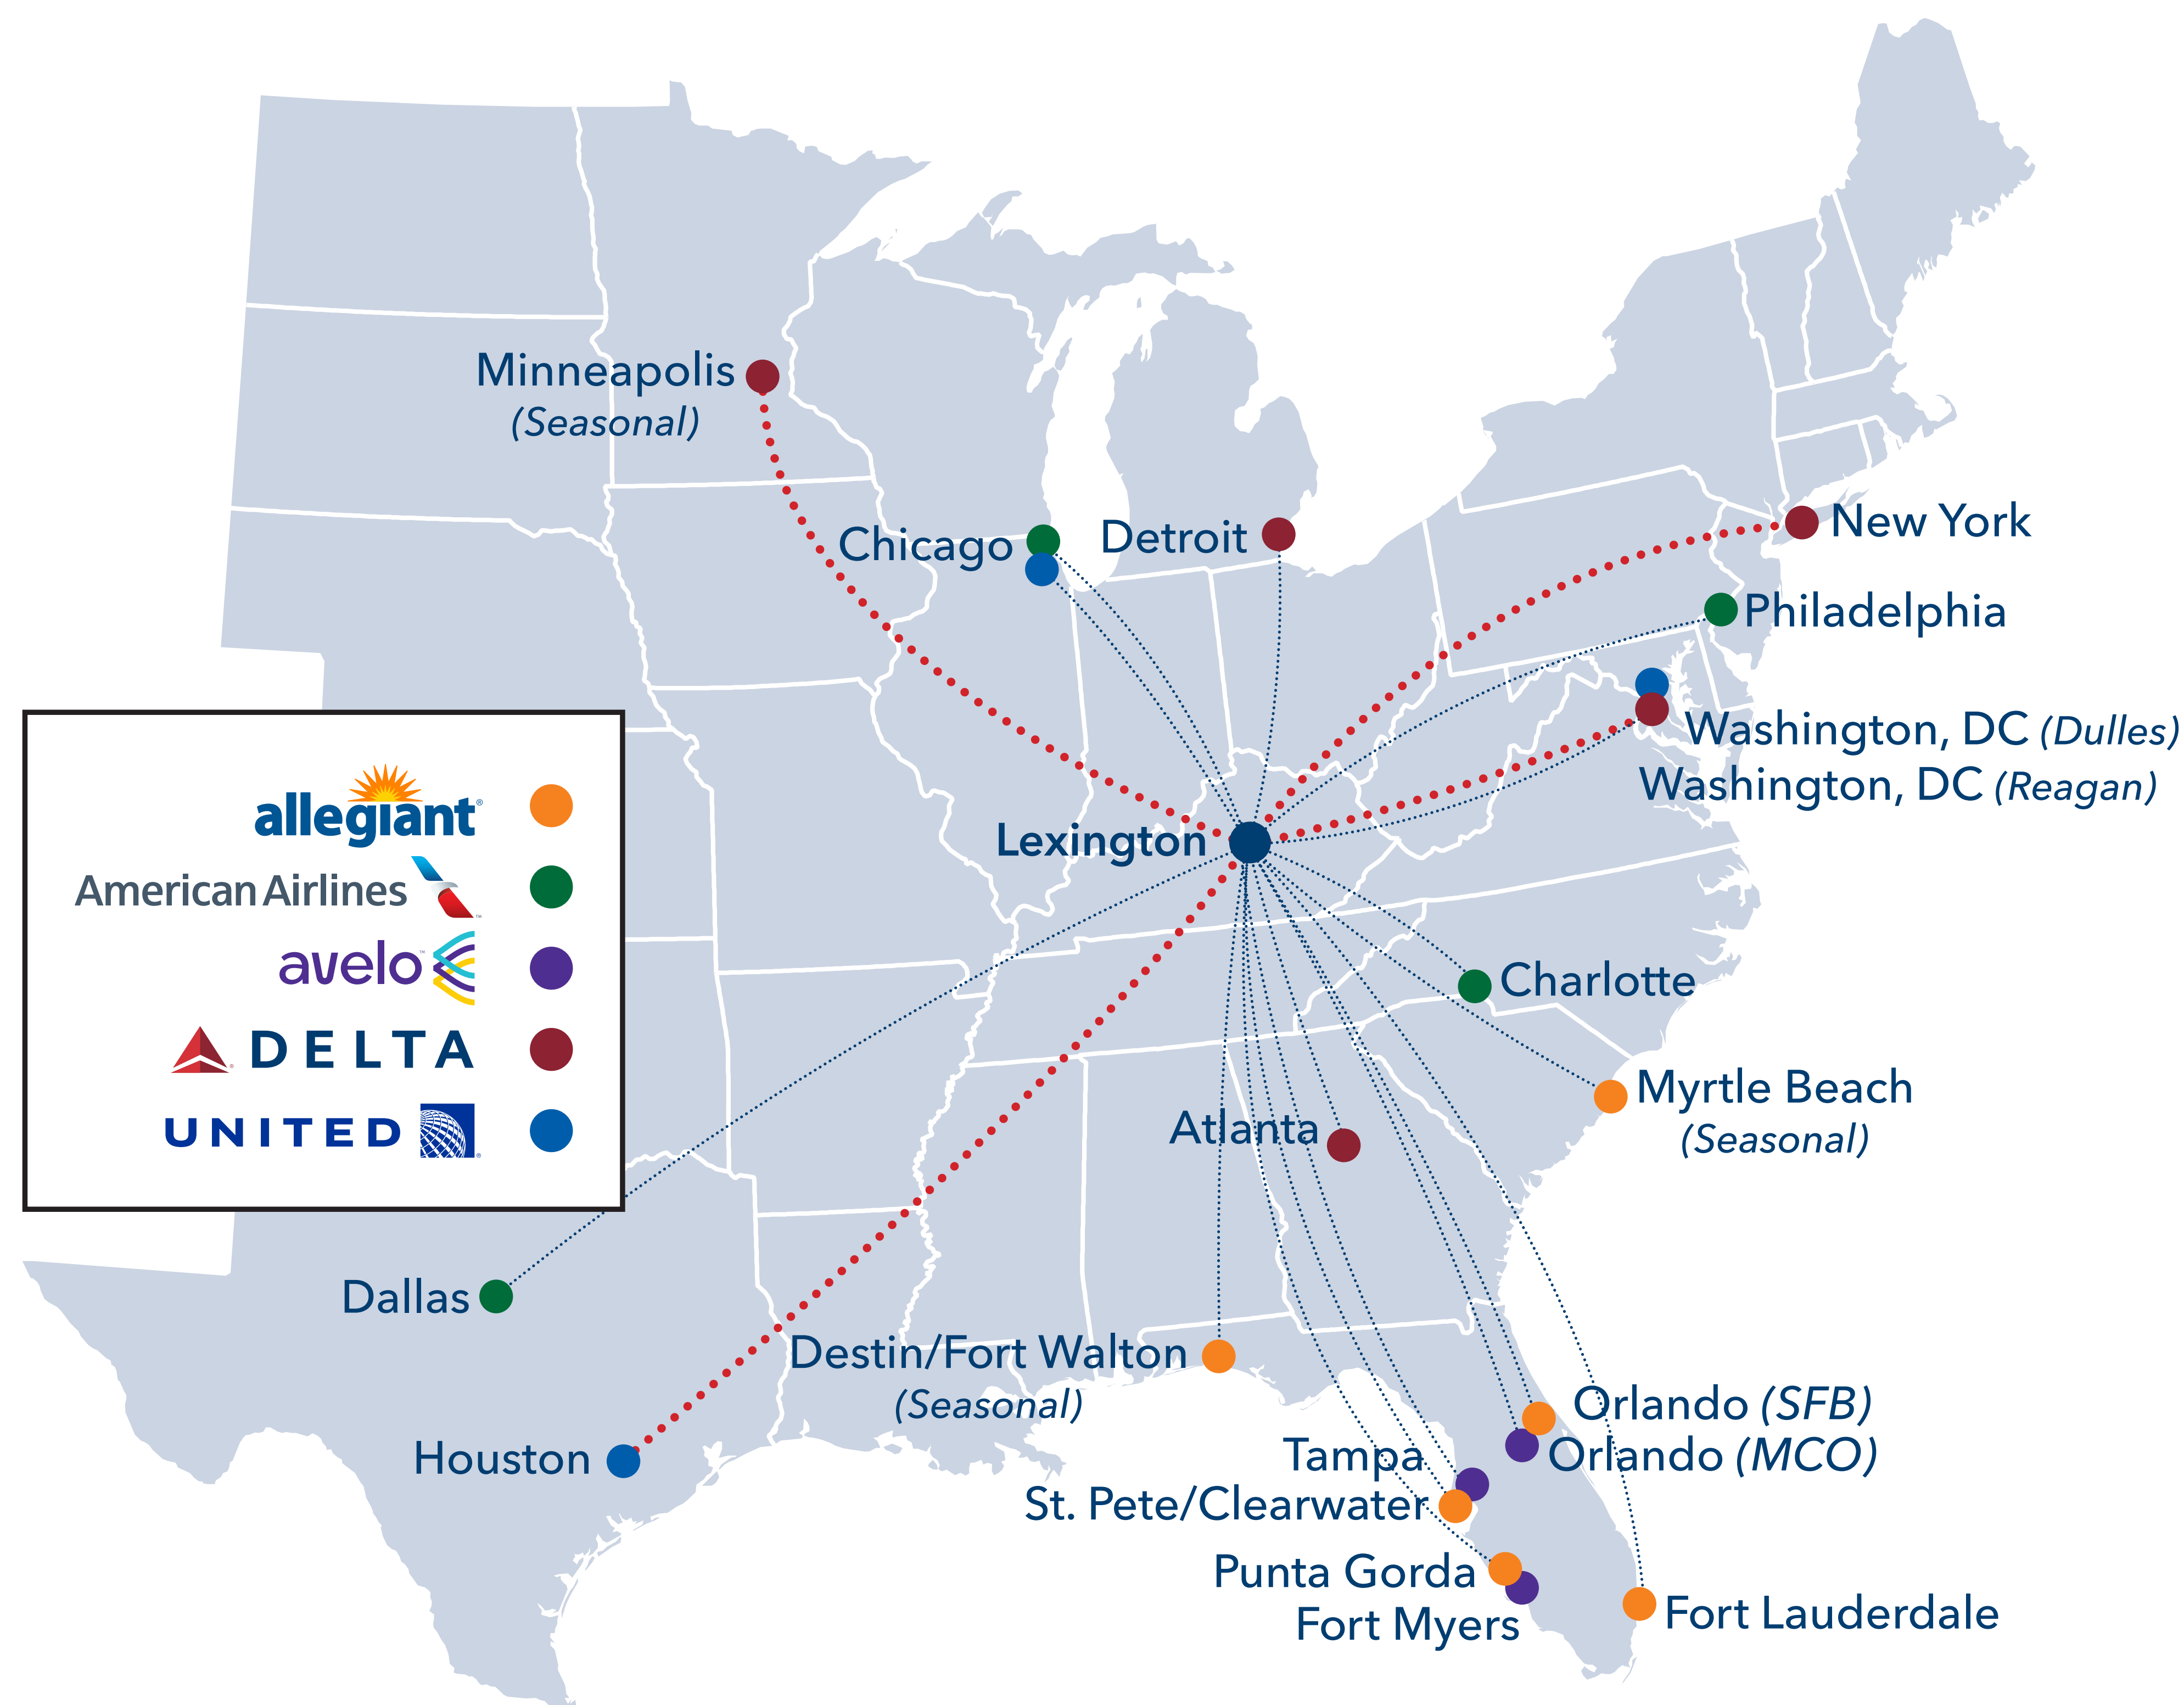 Minneapolis
(Seasonal)
Chicago
Detroit
New York
Philadelphia
Washington, DC (Dulles)
Washington, DC (Reagan)
Lexington
allegiant®
American Airlines™
avelo™
DELTA®
UNITED®
Charlotte
Myrtle Beach
(Seasonal)
Atlanta
Dallas
Destin/Fort Walton
(Seasonal)
Houston
Orlando (SFB)
Orlando (MCO)
Tampa
St. Pete/Clearwater
Punta Gorda
Fort Myers
Fort Lauderdale